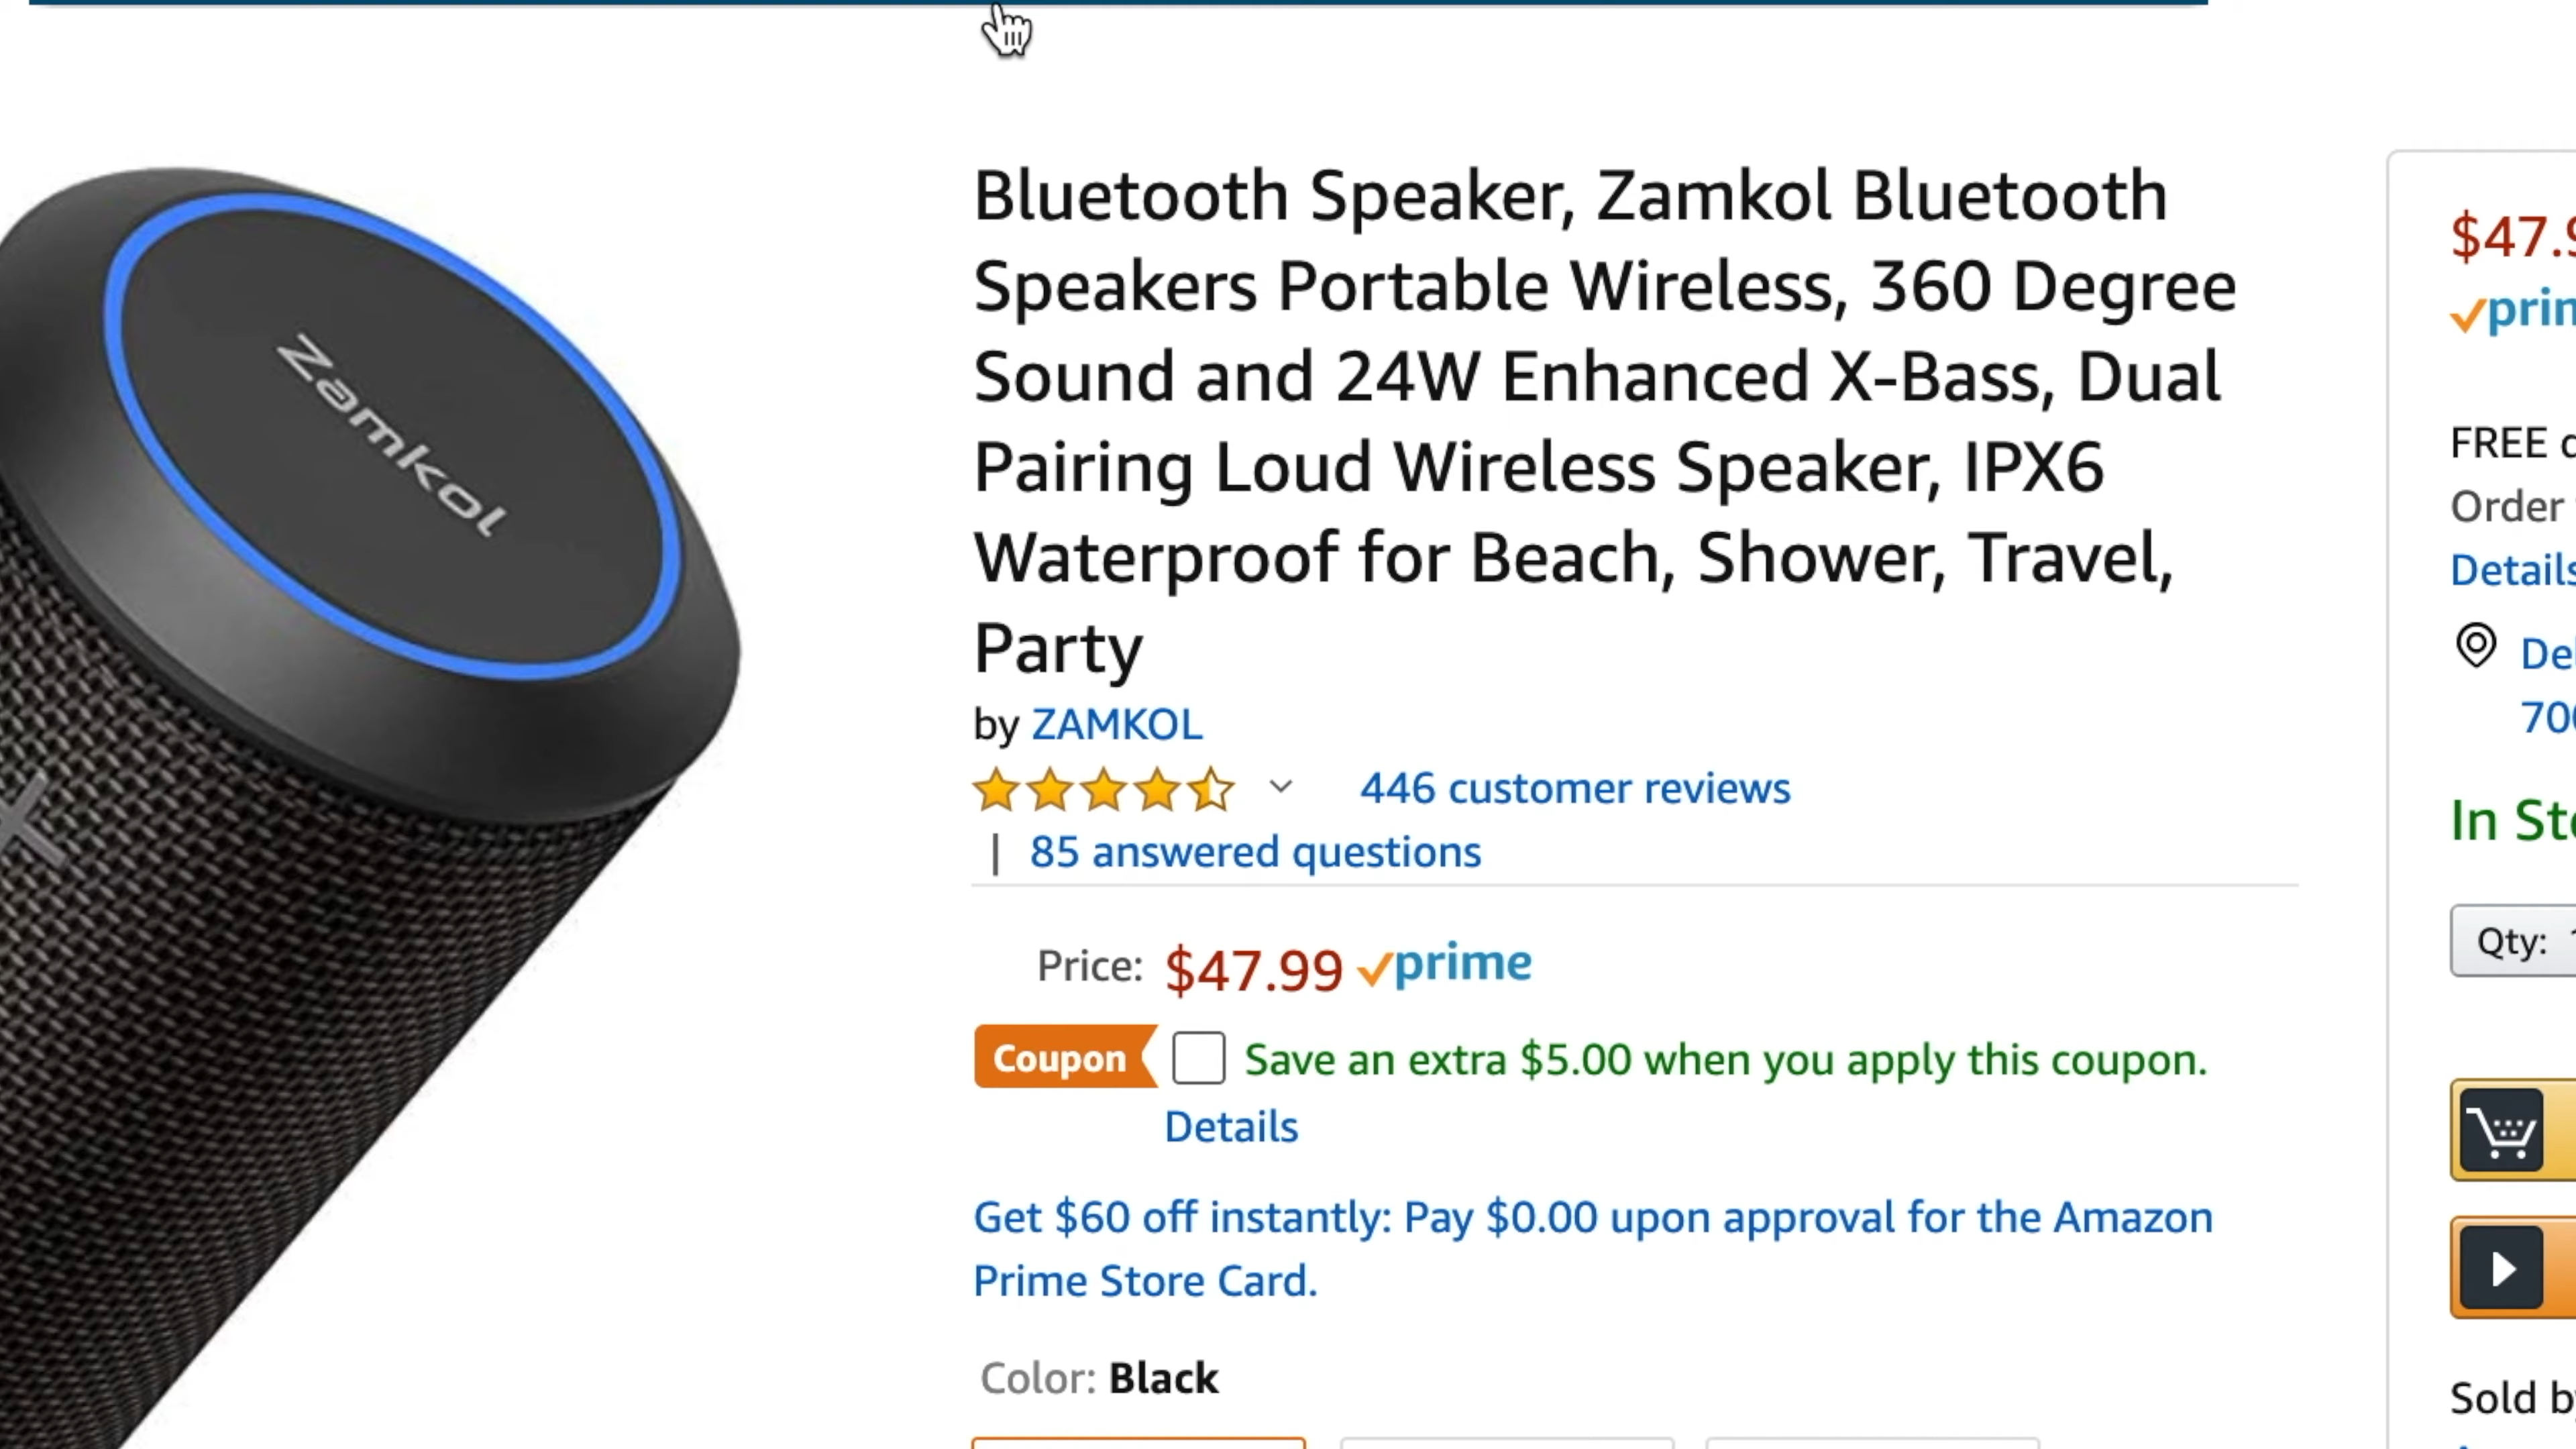 Zamkol
Bluetooth Speaker, Zamkol Bluetooth
Speakers Portable Wireless, 360 Degree
Sound and 24W Enhanced X-Bass, Dual
Pairing Loud Wireless Speaker, IPX6
Waterproof for Beach, Shower, Travel,
Party
by ZAMKOL
446 customer reviews
| 85 answered questions
Price: $47.99 prime
Coupon Save an extra $5.00 when you apply this coupon.
Details
Get $60 off instantly: Pay $0.00 upon approval for the Amazon
Prime Store Card.
Color: Black
FREE
Order
Details
In
Qty:
Sold